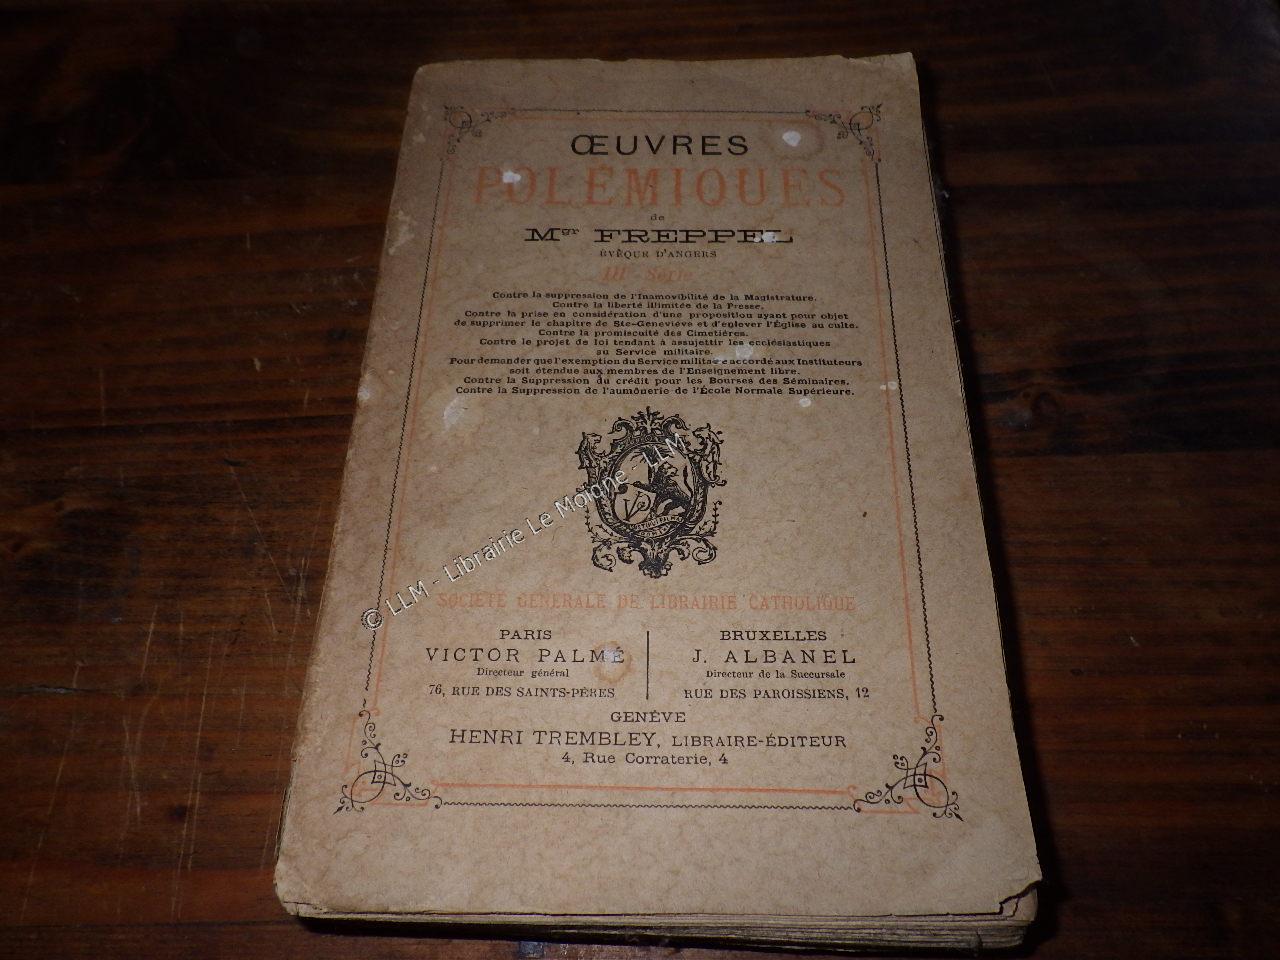 ŒUVRES
POLÉMIQUES
de
Mgr FREPPEL
ÉVÊQUE D'ANGERS
IIIe Série
Contre la suppression de l'Inamovibilité de la Magistrature.
Contre la liberté illimitée de la Presse.
Contre la prise en considération d'une proposition ayant pour objet
de supprimer le chapitre de Ste-Geneviève et d'enlever l'Église au culte.
Contre la promiscuité des Cimetières.
Contre le projet de loi tendant à assujettir les ecclésiastiques
au Service militaire.
Pour demander que l'exemption du Service militaire accordé aux Instituteurs
soit étendue aux membres de l'Enseignement libre.
Contre la Suppression du crédit pour les Bourses des Séminaires.
Contre la Suppression de l'aumônerie de l'École Normale Supérieure.
VP
© LLM - Librairie Le Moigne - LLM
SOCIÉTÉ GÉNÉRALE DE LIBRAIRIE CATHOLIQUE
PARIS
VICTOR PALMÉ
Directeur général
76, RUE DES SAINTS-PÈRES
BRUXELLES
J. ALBANEL
Directeur de la Succursale
RUE DES PAROISSIENS, 12
GENÈVE
HENRI TREMBLEY, LIBRAIRE-ÉDITEUR
4, Rue Corraterie, 4